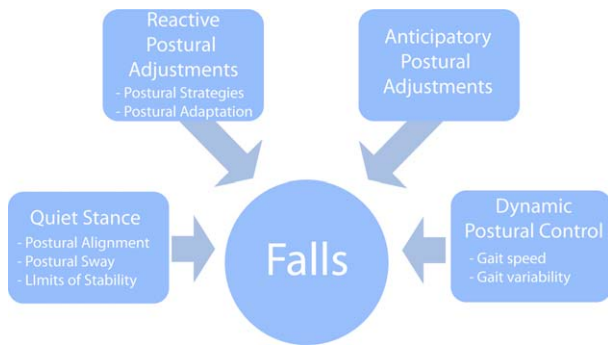 Reactive
Postural
Adjustments
- Postural Strategies
- Postural Adaptation
Anticipatory
Postural
Adjustments
Quiet Stance
- Postural Alignment
- Postural Sway
- LImits of Stability
Falls
Dynamic
Postural Control
- Gait speed
- Gait variability